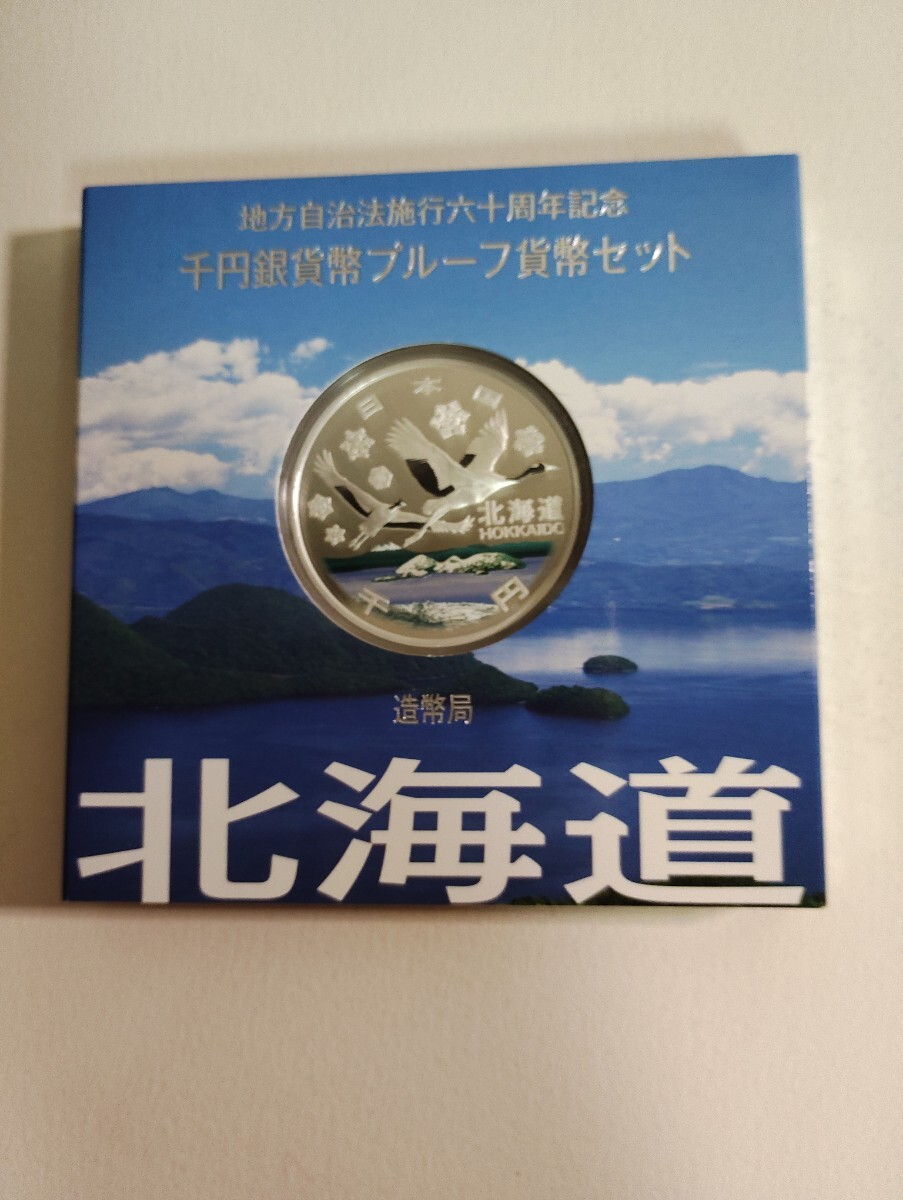 地方自治法施行六十周年記念
千円銀貨幣プルーフ貨幣セット
日本国
北海道
HOKKAIDO
千円
造幣局
北海道